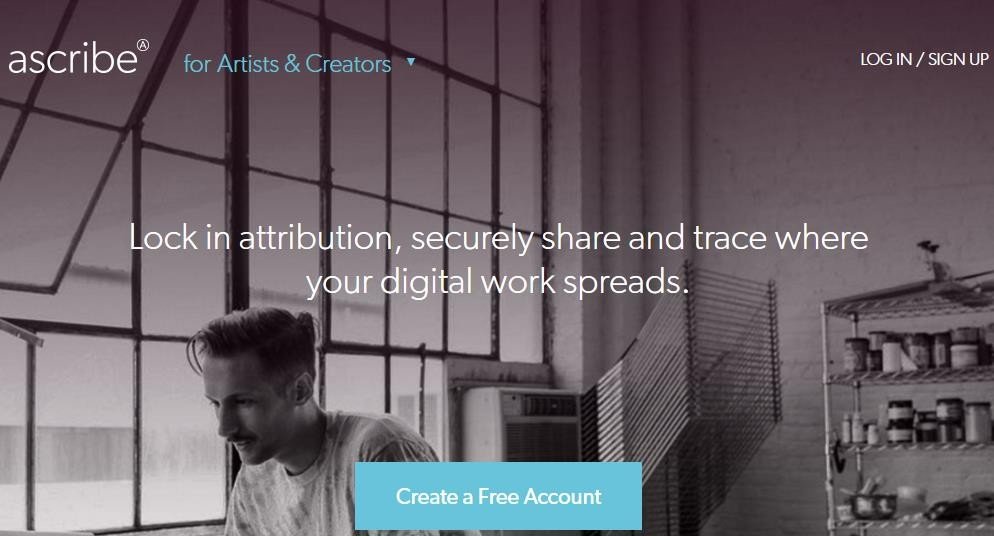 ascribeⒶ
for Artists & Creators ▼
LOG IN / SIGN UP
Lock in attribution, securely share and trace where
your digital work spreads.
Create a Free Account